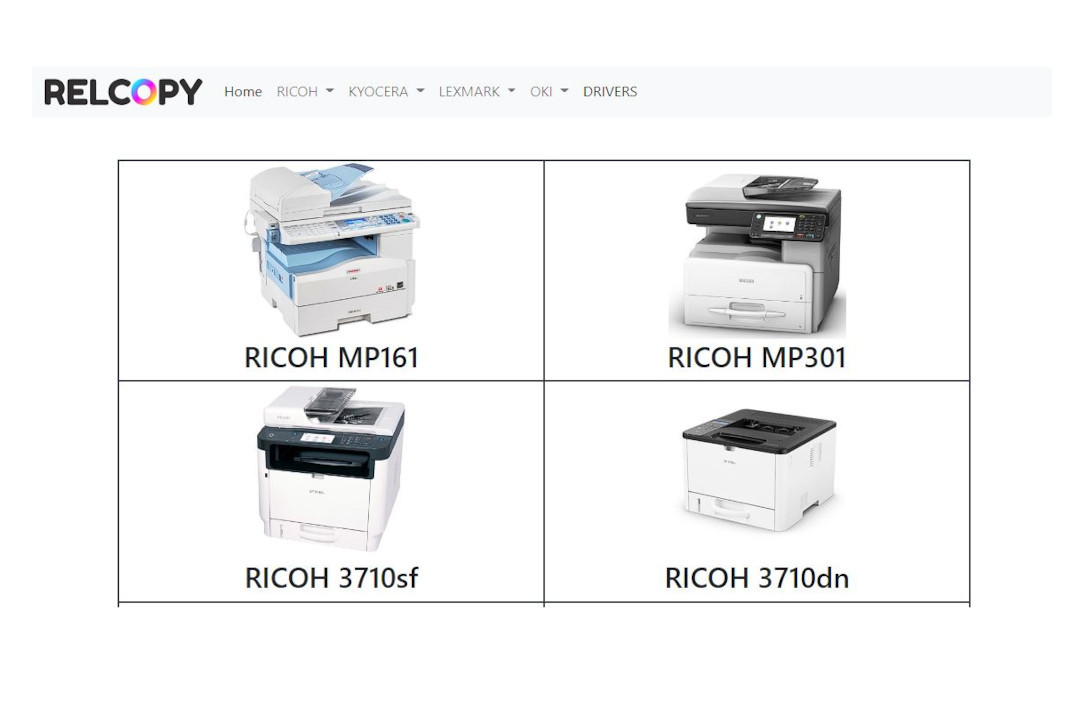 RELCOPY Home RICOH KYOCERA LEXMARK OKI DRIVERS
RICOH MP161 RICOH MP301
RICOH 3710sf RICOH 3710dn